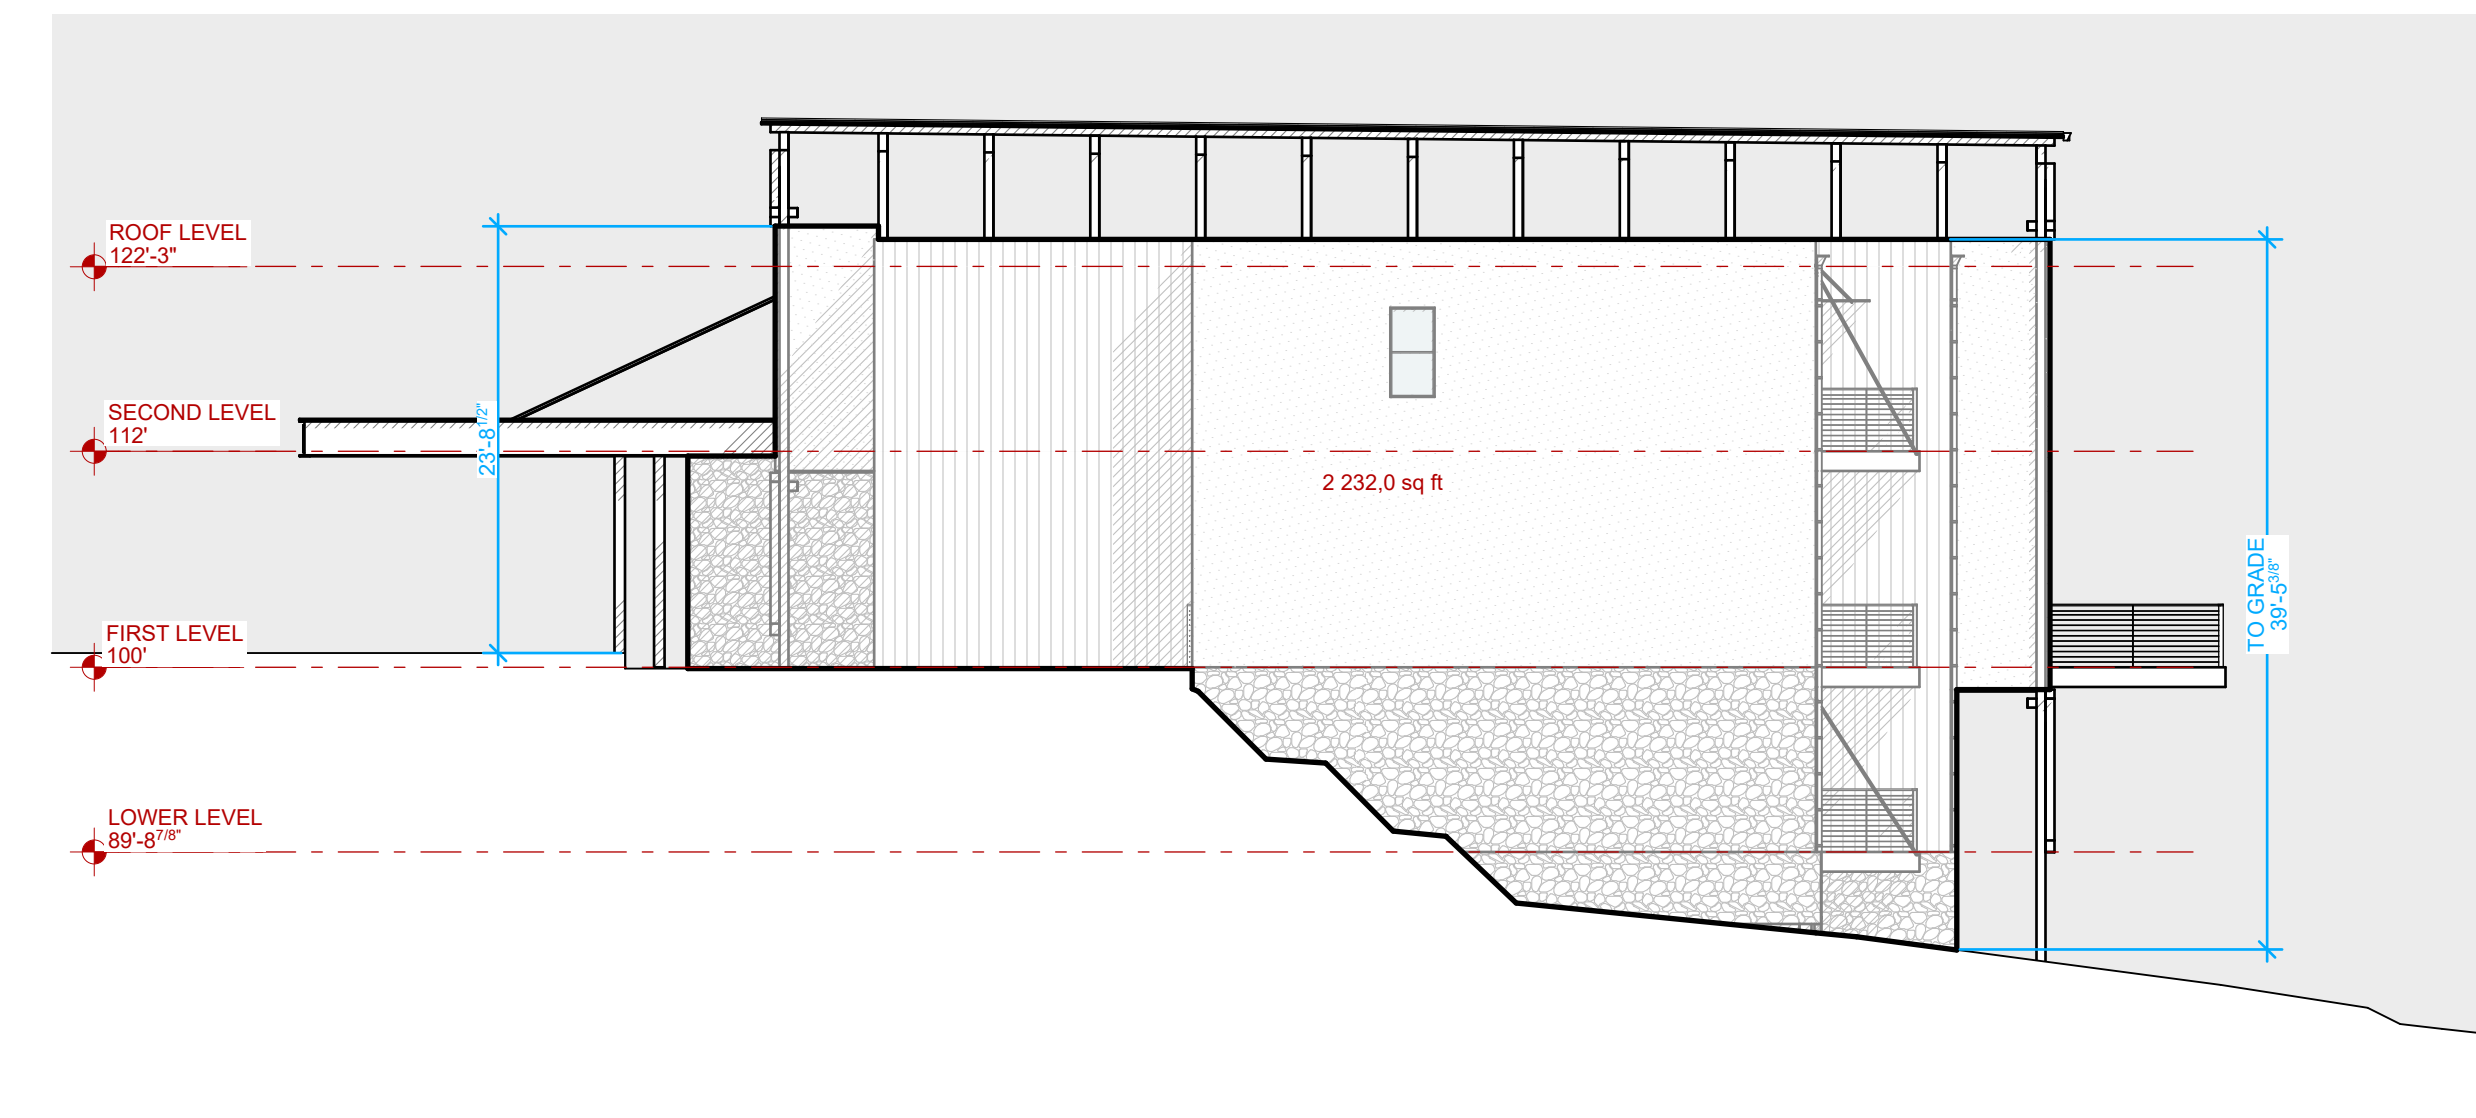 ROOF LEVEL
122'-3"
SECOND LEVEL
112'
23'-8 1/2"
2 232,0 sq ft
TO GRADE
39'-5 3/8"
FIRST LEVEL
100'
LOWER LEVEL
89'-8 7/8"